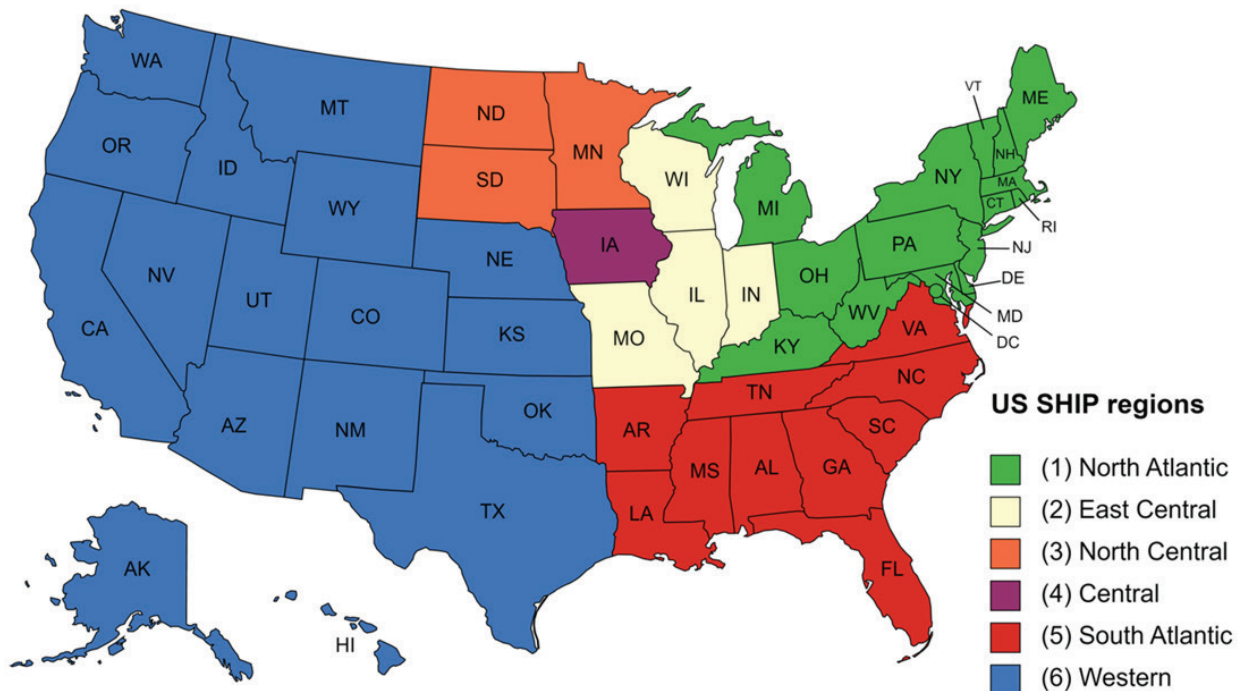 WA
MT
ND
MN
VT
ME
OR
ID
SD
WI
NY
NH
MA
WY
MI
CT
RI
IA
PA
NJ
NE
NV
UT
IL
IN
OH
DE
CA
CO
KS
MO
WV
VA
MD
DC
KY
AZ
NM
OK
AR
TN
NC
SC
MS
AL
GA
TX
LA
FL
AK
HI
US SHIP regions
(1) North Atlantic
(2) East Central
(3) North Central
(4) Central
(5) South Atlantic
(6) Western